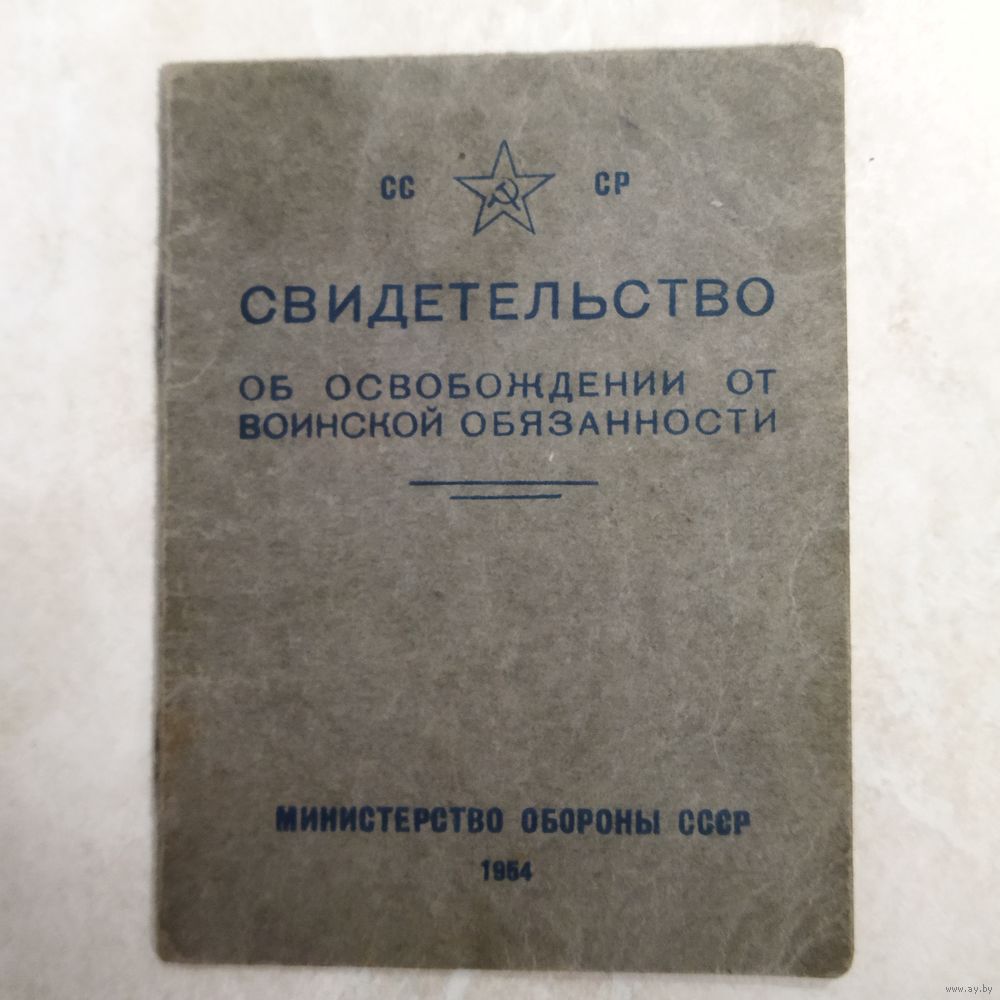 СС СР
СВИДЕТЕЛЬСТВО
ОБ ОСВОБОЖДЕНИИ ОТ
ВОИНСКОЙ ОБЯЗАННОСТИ
МИНИСТЕРСТВО ОБОРОНЫ СССР
1954
www.ay.by